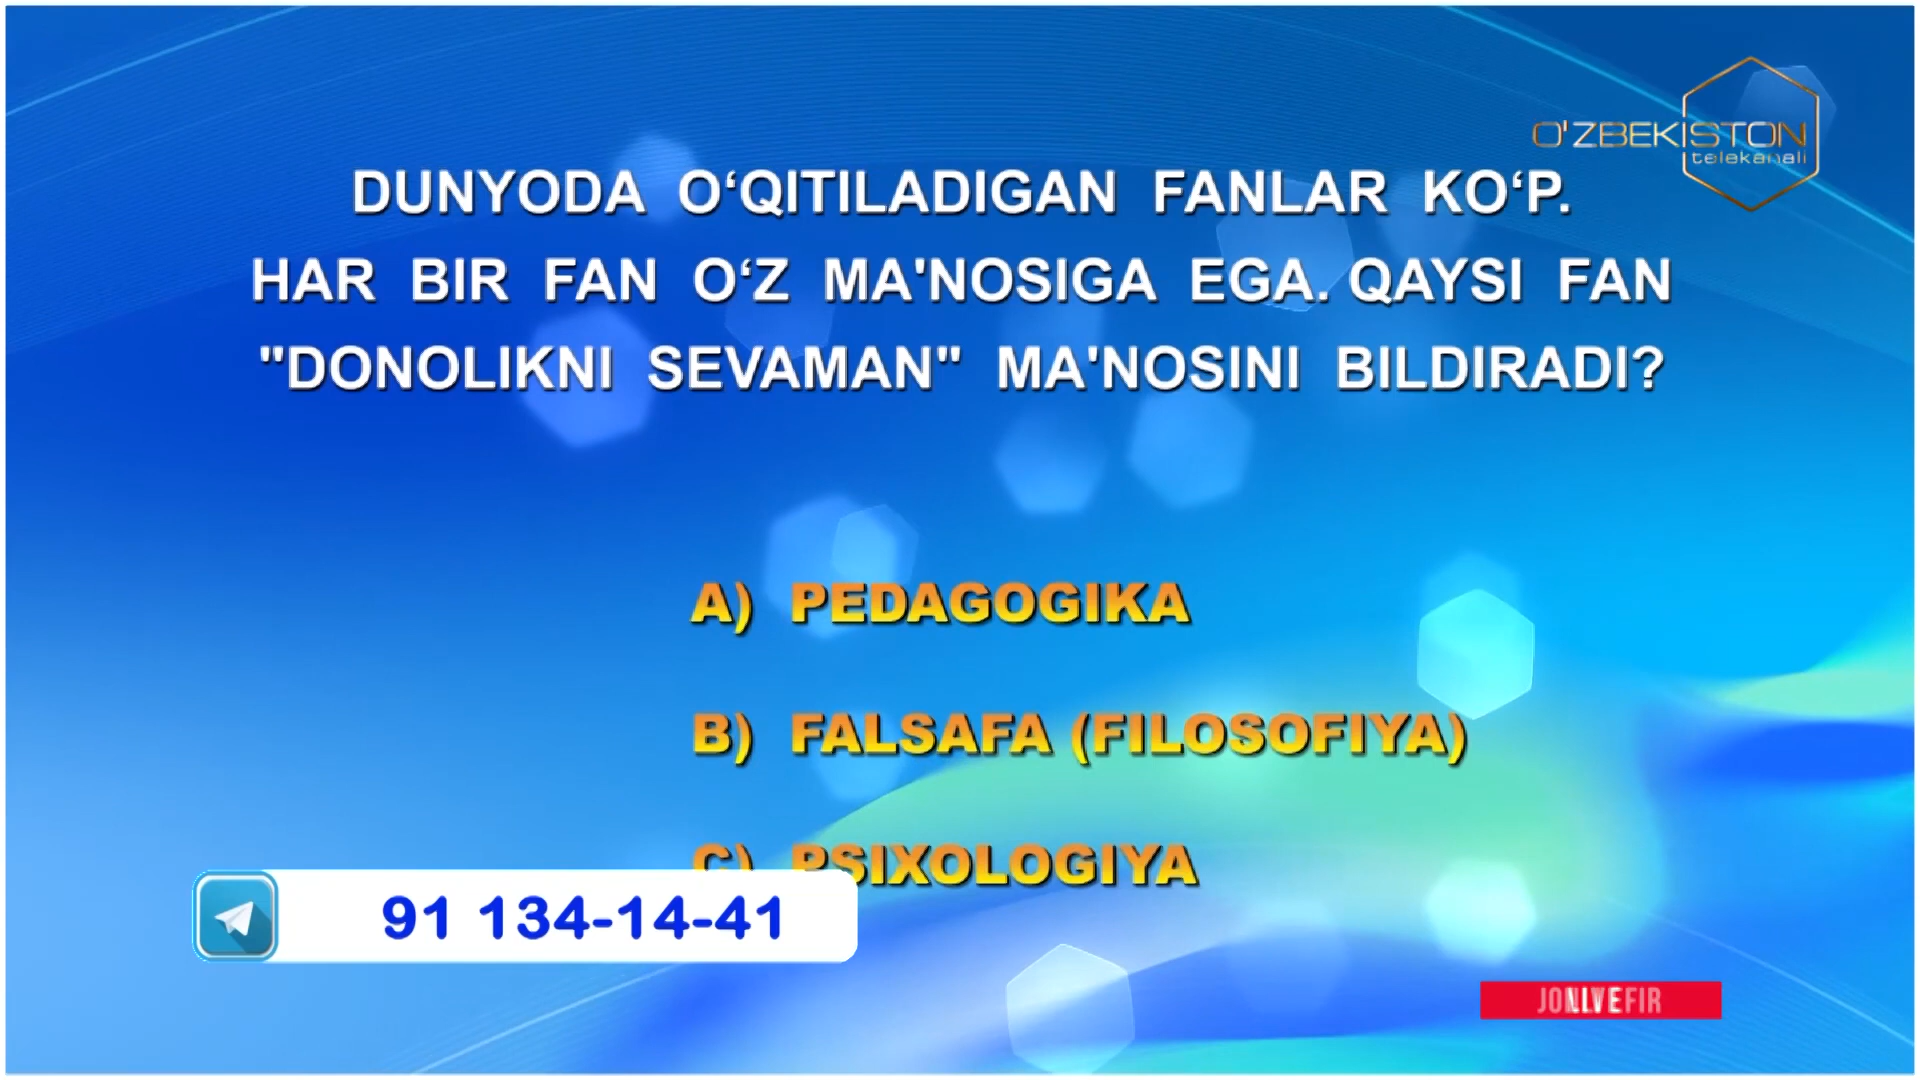 O'ZBEKISTON
telekanali
DUNYODA O‘QITILADIGAN FANLAR KO‘P.
HAR BIR FAN O‘Z MA'NOSIGA EGA. QAYSI FAN
"DONOLIKNI SEVAMAN" MA'NOSINI BILDIRADI?
A) PEDAGOGIKA
B) FALSAFA (FILOSOFIYA)
C) PSIXOLOGIYA
91 134-14-41